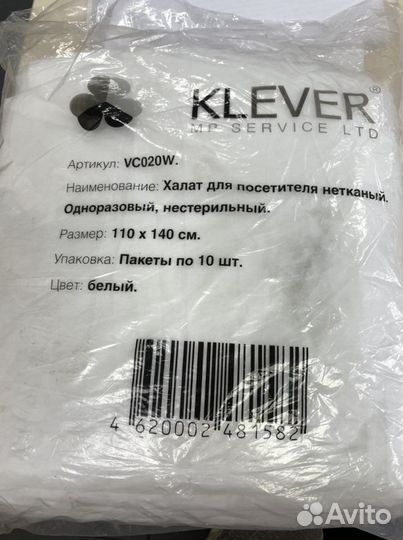 KLEVER®
MP SERVICE LTD
Артикул: VC020W.
Наименование: Халат для посетителя нетканый.
Одноразовый, нестерильный.
Размер: 110 x 140 см.
Упаковка: Пакеты по 10 шт.
Цвет: белый.
4 620002 481582
Avito